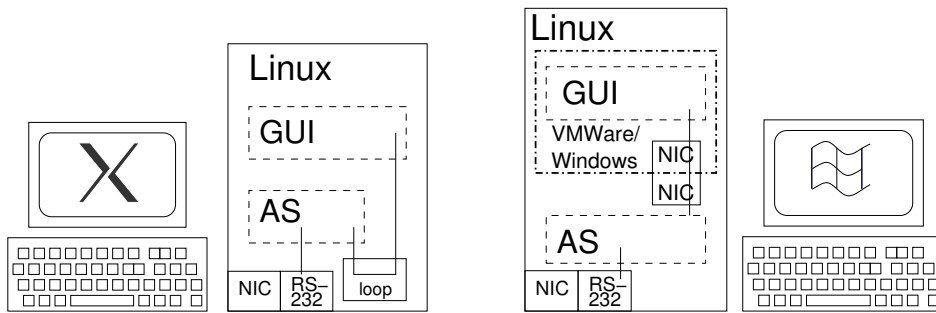 Linux
GUI
AS
NIC
RS–
232
loop
Linux
GUI
VMWare/
Windows
NIC
NIC
AS
NIC
RS–
232